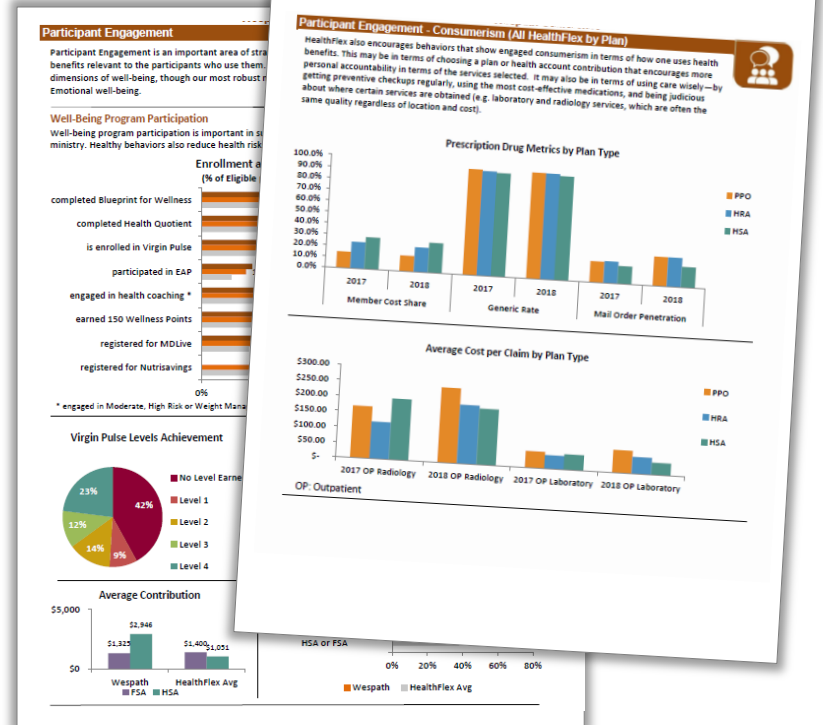 Participant Engagement
Participant Engagement is an important area of stra
benefits relevant to the participants who use them.
dimensions of well-being, though our most robust
Emotional well-being.
Well-Being Program Participation
Well-being program participation is important in
ministry. Healthy behaviors also reduce health risk
Enrollment a
(% of Eligible
completed Blueprint for Wellness
completed Health Quotient
is enrolled in Virgin Pulse
participated in EAP
engaged in health coaching *
earned 150 Wellness Points
registered for MDLive
registered for Nutrisavings
0%
* engaged in Moderate, High Risk or Weight Mana
Virgin Pulse Levels Achievement
23%
42%
12%
14%
9%
No Level Earne
Level 1
Level 2
Level 3
Level 4
Average Contribution
$5,000
$2,946
$1,325
$1,400
$1,051
$0
Wespath
HealthFlex Avg
FSA
HSA
HSA or FSA
0% 20% 40% 60% 80%
Wespath
HealthFlex Avg
Participant Engagement - Consumerism (All HealthFlex by Plan)
HealthFlex also encourages behaviors that show engaged consumerism in terms of how one uses health
benefits. This may be in terms of choosing a plan or health account contribution that encourages more
personal accountability in terms of the services selected. It may also be in terms of using care wisely—by
getting preventive checkups regularly, using the most cost-effective medications, and being judicious
about where certain services are obtained (e.g. laboratory and radiology services, which are often the
same quality regardless of location and cost).
Prescription Drug Metrics by Plan Type
100.0%
90.0%
80.0%
70.0%
60.0%
50.0%
40.0%
30.0%
20.0%
10.0%
0.0%
PPO
HRA
HSA
2017 2018 2017 2018 2017 2018
Member Cost Share
Generic Rate
Mail Order Penetration
Average Cost per Claim by Plan Type
$300.00
$250.00
$200.00
$150.00
$100.00
$50.00
$-
PPO
HRA
HSA
2017 OP Radiology 2018 OP Radiology 2017 OP Laboratory 2018 OP Laboratory
OP: Outpatient